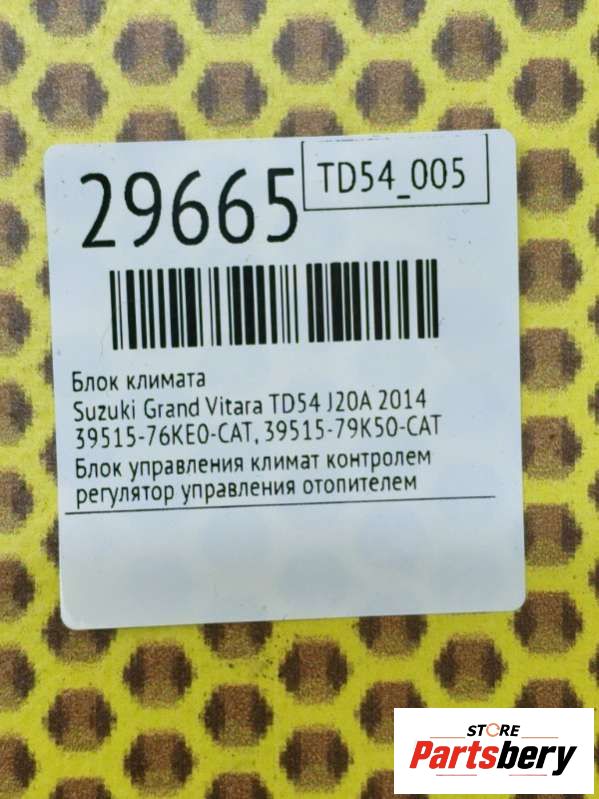 29665
TD54_005
Блок климата
Suzuki Grand Vitara TD54 J20A 2014
39515-76KE0-CAT, 39515-79K50-CAT
Блок управления климат контролем
регулятор управления отопителем
STORE
Partsbery